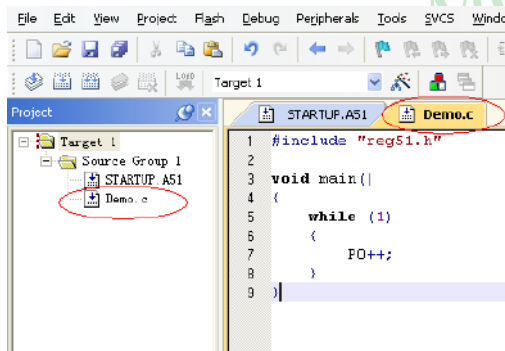 File Edit View Project Flash Debug Peripherals Tools SVCS Windo
LOAD Target 1
Project STARTUP.A51 Demo.c
Target 1
Source Group 1
STARTUP.A51
Demo.c
1 #include "reg51.h"
2
3 void main(
4 {
5 while (1)
6 {
7 P0++;
8 }
9 }